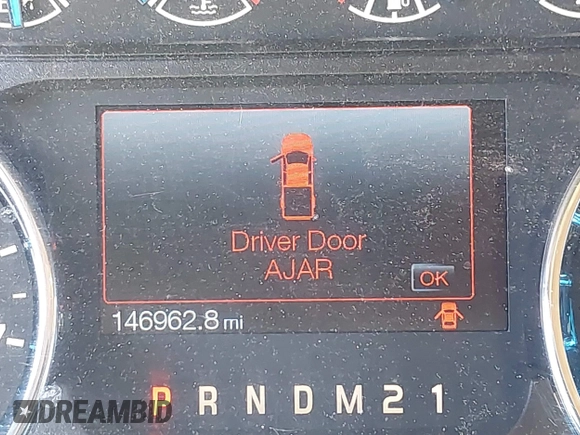 Driver Door
AJAR
OK
146962.8 mi
P R N D M 2 1
DREAMBID